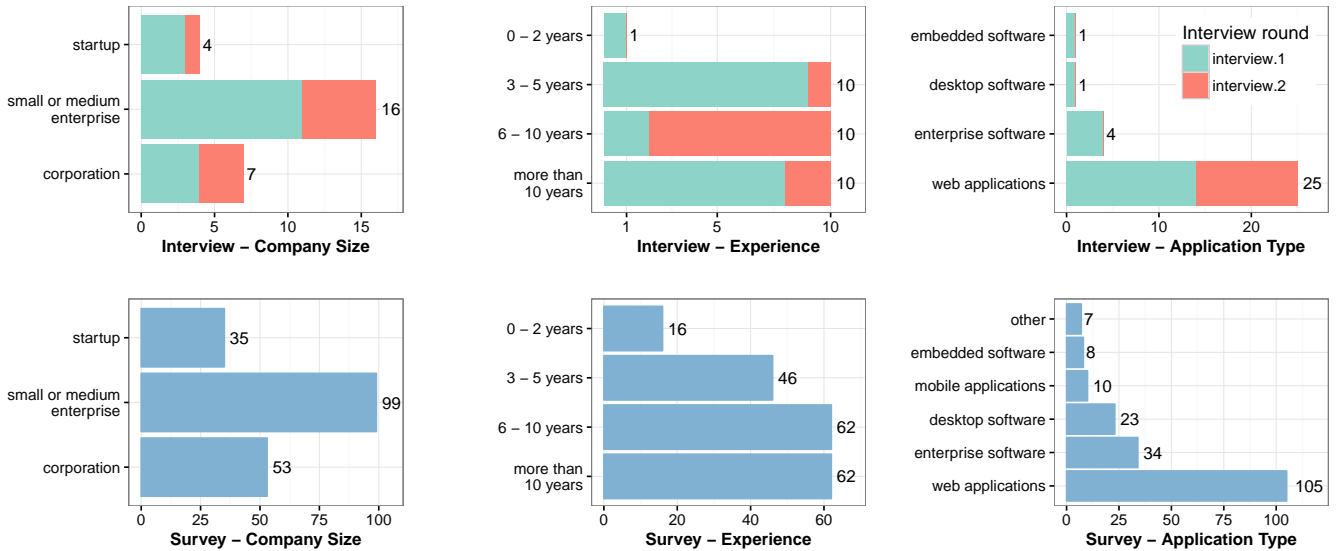 startup
small or medium
enterprise
corporation
4
16
7
0
5
10
15
Interview – Company Size
0 – 2 years
3 – 5 years
6 – 10 years
more than
10 years
1
10
10
10
1
5
10
Interview – Experience
embedded software
desktop software
enterprise software
web applications
1
1
4
25
Interview round
interview.1
interview.2
0
10
20
Interview – Application Type
startup
small or medium
enterprise
corporation
35
99
53
0
25
50
75
100
Survey – Company Size
0 – 2 years
3 – 5 years
6 – 10 years
more than
10 years
16
46
62
62
0
20
40
60
Survey – Experience
other
embedded software
mobile applications
desktop software
enterprise software
web applications
7
8
10
23
34
105
0
25
50
75
100
Survey – Application Type